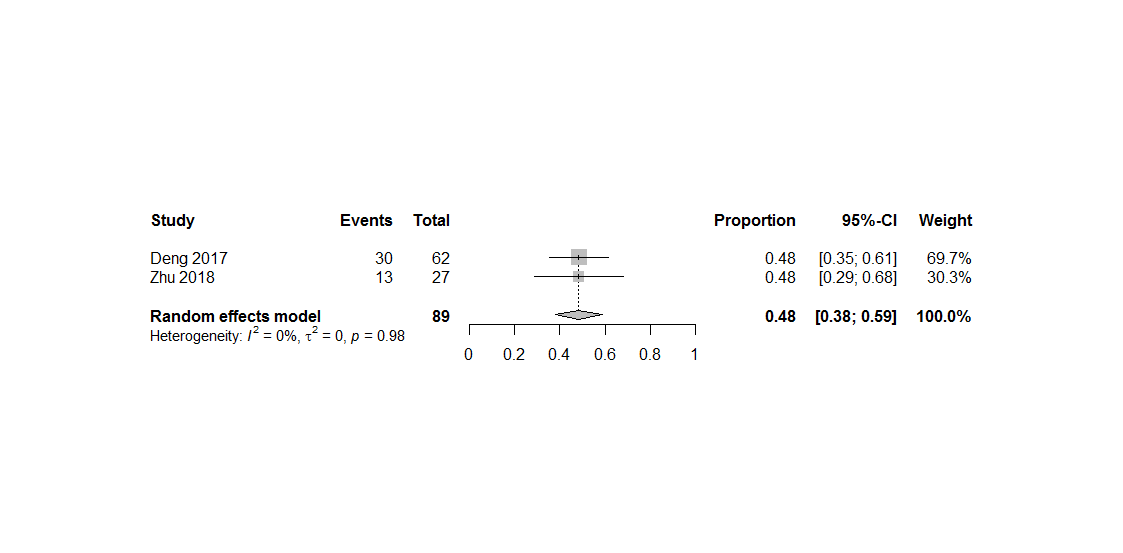 Study Events Total Proportion 95%-CI Weight
Deng 2017 30 62 0.48 [0.35; 0.61] 69.7%
Zhu 2018 13 27 0.48 [0.29; 0.68] 30.3%
Random effects model 89 0.48 [0.38; 0.59] 100.0%
Heterogeneity: I² = 0%, τ² = 0, p = 0.98
0 0.2 0.4 0.6 0.8 1